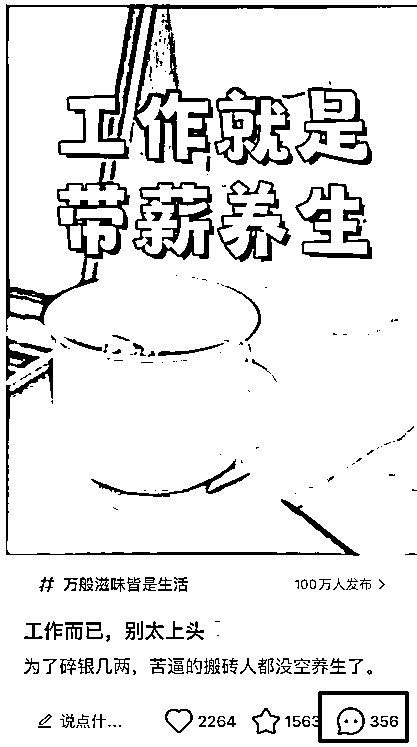 工作就是
带薪养生
# 万般滋味皆是生活
100万人发布 >
工作而已，别太上头
为了碎银几两，苦逼的搬砖人都没空养生了。
说点什... 2264 1563 356